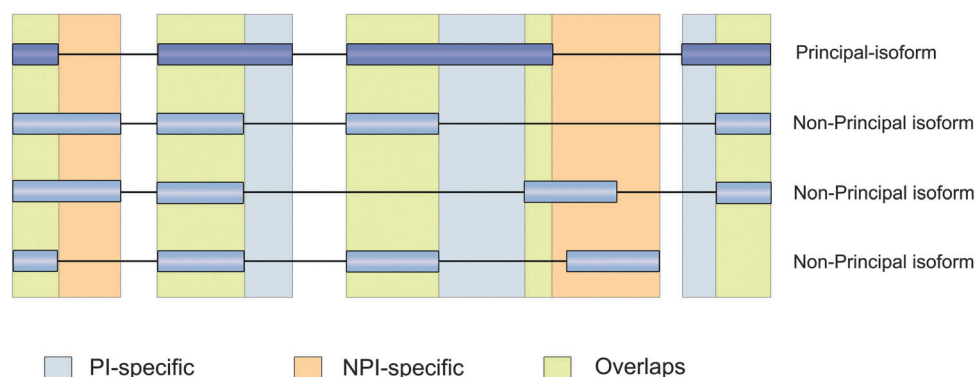 Principal-isoform
Non-Principal isoform
Non-Principal isoform
Non-Principal isoform
PI-specific
NPI-specific
Overlaps